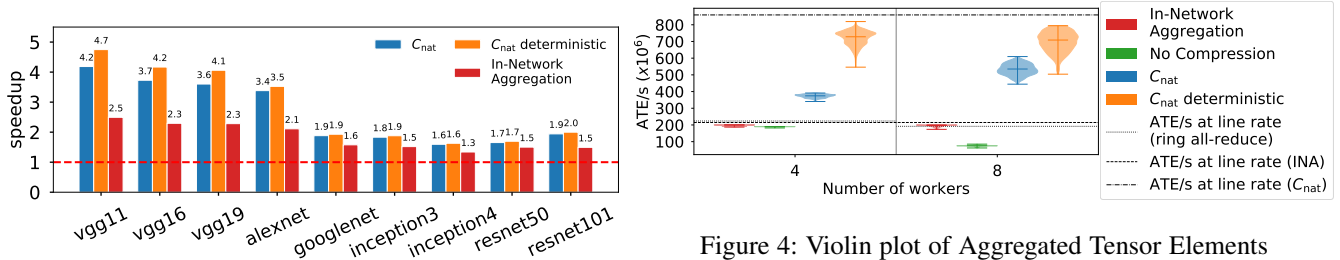 speedup
5
4
3
2
1
0
C_nat
C_nat deterministic
In-Network
Aggregation
4.2 4.7 2.5
3.7 4.2 2.3
3.6 4.1 2.3
3.4 3.5 2.1
1.9 1.9 1.6
1.8 1.9 1.5
1.6 1.6 1.3
1.7 1.7 1.5
1.9 2.0 1.5
vgg11
vgg16
vgg19
alexnet
googlenet
inception3
inception4
resnet50
resnet101
ATE/s (x10⁶)
800
700
600
500
400
300
200
100
4
8
Number of workers
In-Network
Aggregation
No Compression
C_nat
C_nat deterministic
ATE/s at line rate
(ring all-reduce)
ATE/s at line rate (INA)
ATE/s at line rate (C_nat)
Figure 4: Violin plot of Aggregated Tensor Elements